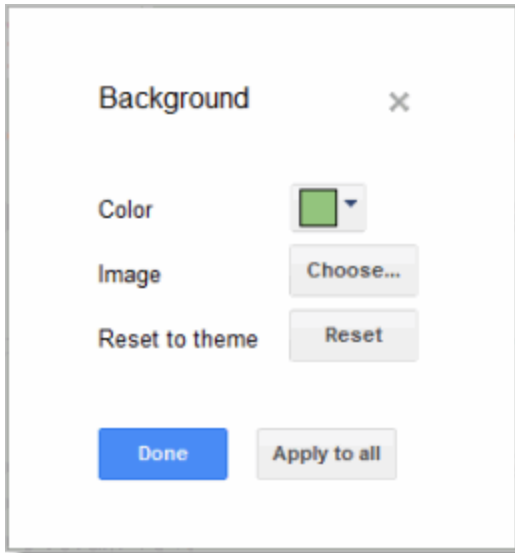 Background
Color
Image Choose...
Reset to theme Reset
Done Apply to all